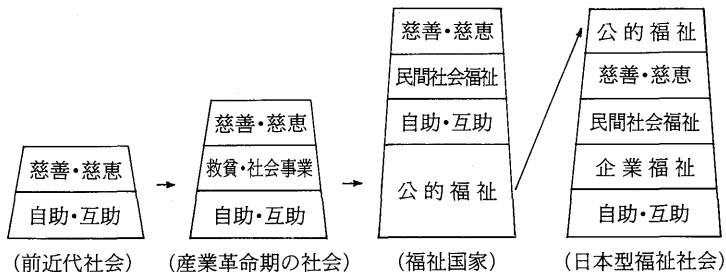 慈善・慈恵
自助・互助
(前近代社会)
慈善・慈恵
救貧・社会事業
自助・互助
(産業革命期の社会)
慈善・慈恵
民間社会福祉
自助・互助
公的福祉
(福祉国家)
公的福祉
慈善・慈恵
民間社会福祉
企業福祉
自助・互助
(日本型福祉社会)